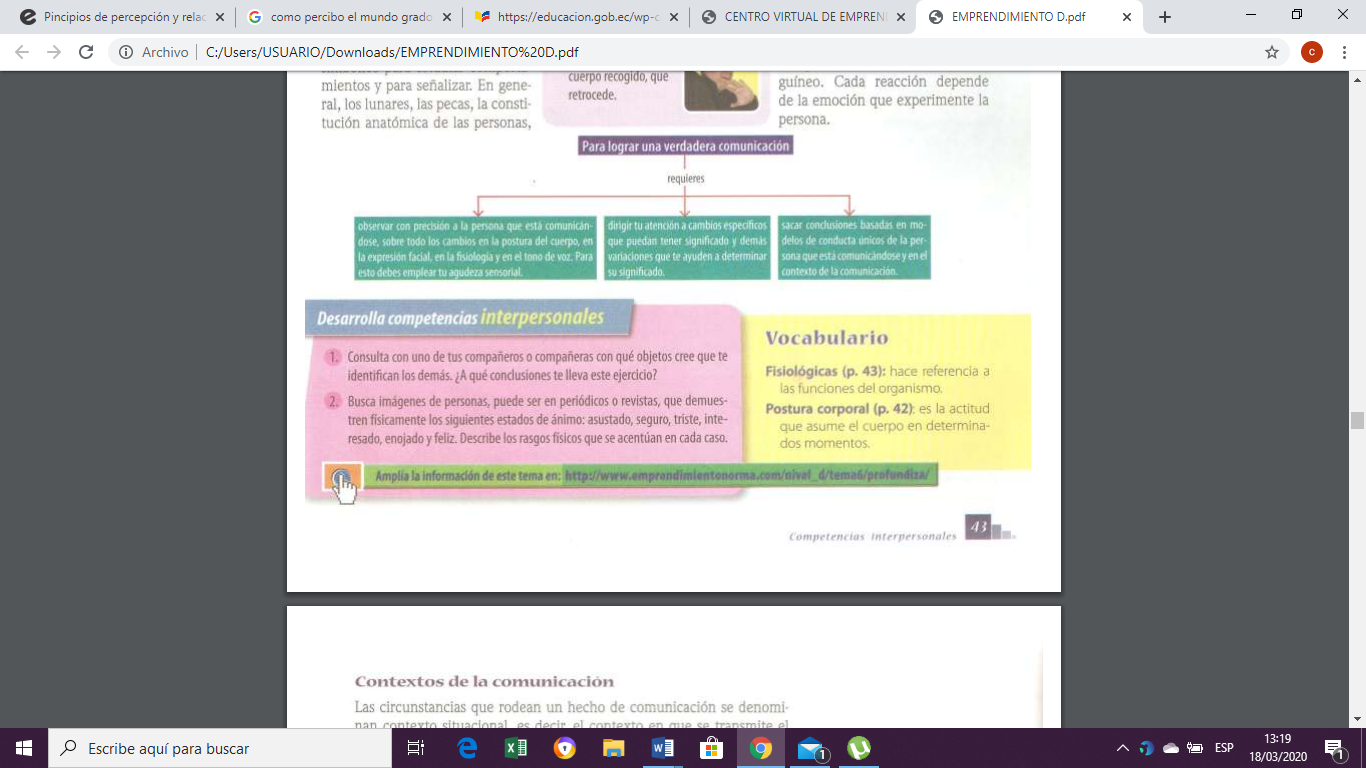 Pincipios de percepción y relac
como percibo el mundo grado
https://educacion.gob.ec/wp-c
CENTRO VIRTUAL DE EMPREN
EMPRENDIMIENTO D.pdf
Archivo
C:/Users/USUARIO/Downloads/EMPRENDIMIENTO%20D.pdf
c
mientos y para señalizar. En gene-
ral, los lunares, las pecas, la consti-
tución anatómica de las personas,
cuerpo recogido, que
retrocede.
guíneo. Cada reacción depende
de la emoción que experimente la
persona.
Para lograr una verdadera comunicación
requieres
observar con precisión a la persona que está comunicán-
dose, sobre todo los cambios en la postura del cuerpo, en
la expresión facial, en la fisiología y en el tono de voz. Para
esto debes emplear tu agudeza sensorial.
dirigir tu atención a cambios específicos
que puedan tener significado y demás
variaciones que te ayuden a determinar
su significado.
sacar conclusiones basadas en mo-
delos de conducta únicos de la per-
sona que está comunicándose y en el
contexto de la comunicación.
Desarrolla competencias interpersonales
1. Consulta con uno de tus compañeros o compañeras con qué objetos cree que te
identifican los demás. ¿A qué conclusiones te lleva este ejercicio?
2. Busca imágenes de personas, puede ser en periódicos o revistas, que demues-
tren físicamente los siguientes estados de ánimo: asustado, seguro, triste, inte-
resado, enojado y feliz. Describe los rasgos físicos que se acentúan en cada caso.
Vocabulario
Fisiológicas (p. 43): hace referencia a
las funciones del organismo.
Postura corporal (p. 42): es la actitud
que asume el cuerpo en determina-
dos momentos.
Amplía la información de este tema en: http://www.emprendimientonorma.com/nivel_d/tema6/profundiza/
Competencias interpersonales 43
Contextos de la comunicación
Las circunstancias que rodean un hecho de comunicación se denomi-
nan contexto situacional, es decir, el contexto en que se transmite el
Escribe aquí para buscar
1
ESP
13:19
18/03/2020
1